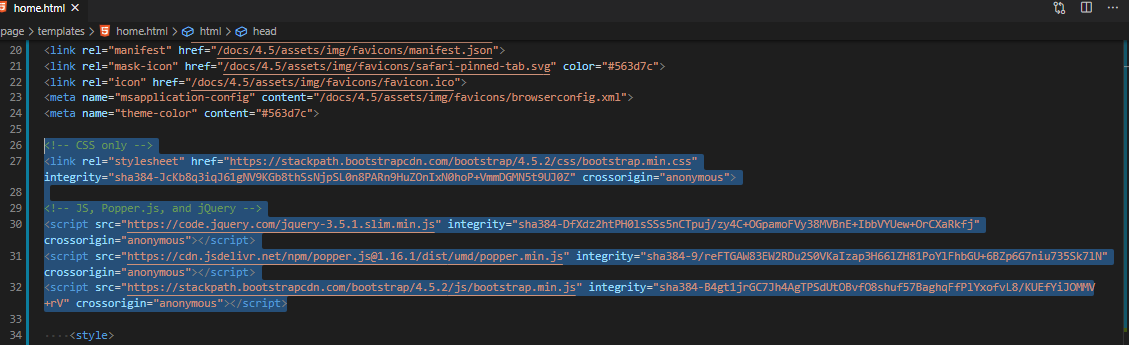 home.html
page > templates > home.html > html > head
20 <link rel="manifest" href="/docs/4.5/assets/img/favicons/manifest.json">
21 <link rel="mask-icon" href="/docs/4.5/assets/img/favicons/safari-pinned-tab.svg" color="#563d7c">
22 <link rel="icon" href="/docs/4.5/assets/img/favicons/favicon.ico">
23 <meta name="msapplication-config" content="/docs/4.5/assets/img/favicons/browserconfig.xml">
24 <meta name="theme-color" content="#563d7c">
25
26 <!-- CSS only -->
27 <link rel="stylesheet" href="https://stackpath.bootstrapcdn.com/bootstrap/4.5.2/css/bootstrap.min.css"
integrity="sha384-JcKb8q3iqJ61gNV9KGb8thSsNjpSL0n8PARn9HuZOnIxN0hoP+VmmDGMN5t9UJ0Z" crossorigin="anonymous">
28
29 <!-- JS, Popper.js, and jQuery -->
30 <script src="https://code.jquery.com/jquery-3.5.1.slim.min.js" integrity="sha384-DfXdz2htPH0lsSSs5nCTpuj/zy4C+OGpamoFVy38MVBnE+IbbVYUew+OrCXaRkfj"
crossorigin="anonymous"></script>
31 <script src="https://cdn.jsdelivr.net/npm/popper.js@1.16.1/dist/umd/popper.min.js" integrity="sha384-9/reFTGAW83EW2RDu2S0VKaIzap3H66lZH81PoYlFhbGU+6BZp6G7niu735Sk7lN"
crossorigin="anonymous"></script>
32 <script src="https://stackpath.bootstrapcdn.com/bootstrap/4.5.2/js/bootstrap.min.js" integrity="sha384-B4gt1jrGC7Jh4AgTPSdUtOBvfO8shuf57BaghqFfPlYxofvL8/KUEfYiJOMMV
+rV" crossorigin="anonymous"></script>
33
34 ····<style>